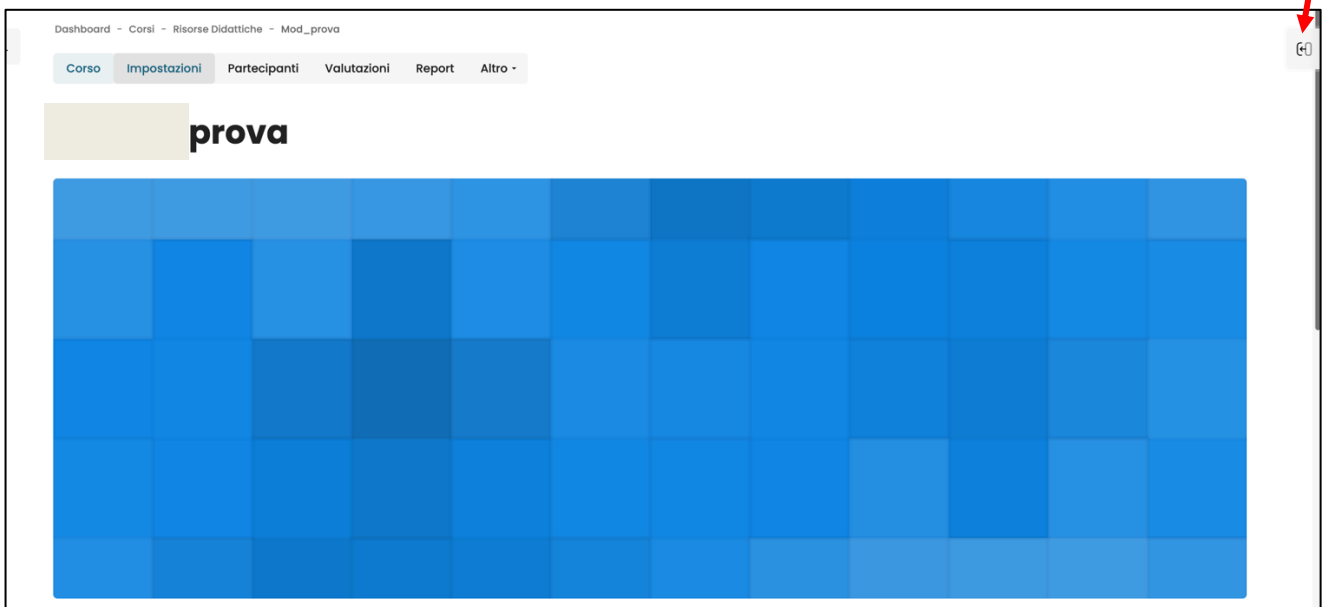 Dashboard - Corsi - Risorse Didattiche - Mod_prova
Corso Impostazioni Partecipanti Valutazioni Report Altro
prova